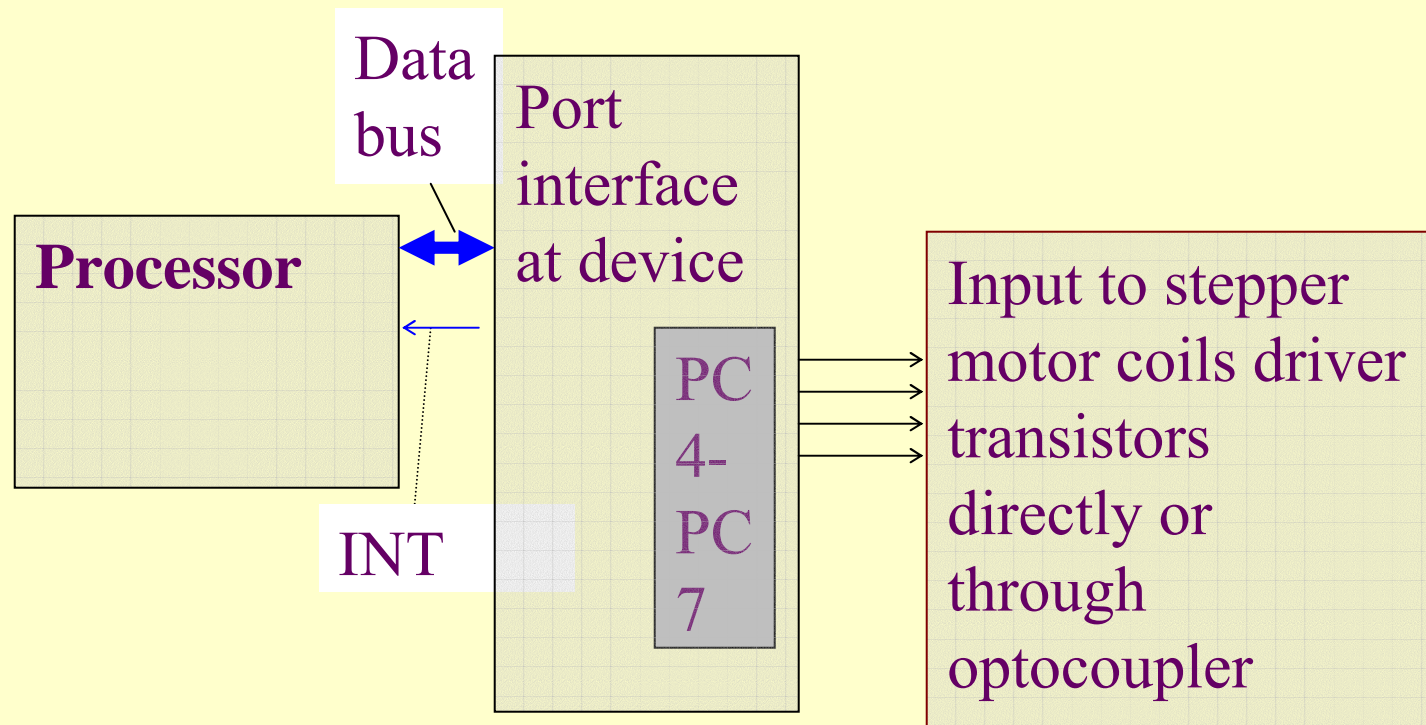 Data
bus
Port
interface
at device
Processor
Input to stepper
motor coils driver
transistors
directly or
through
optocoupler
PC
4-
PC
7
INT